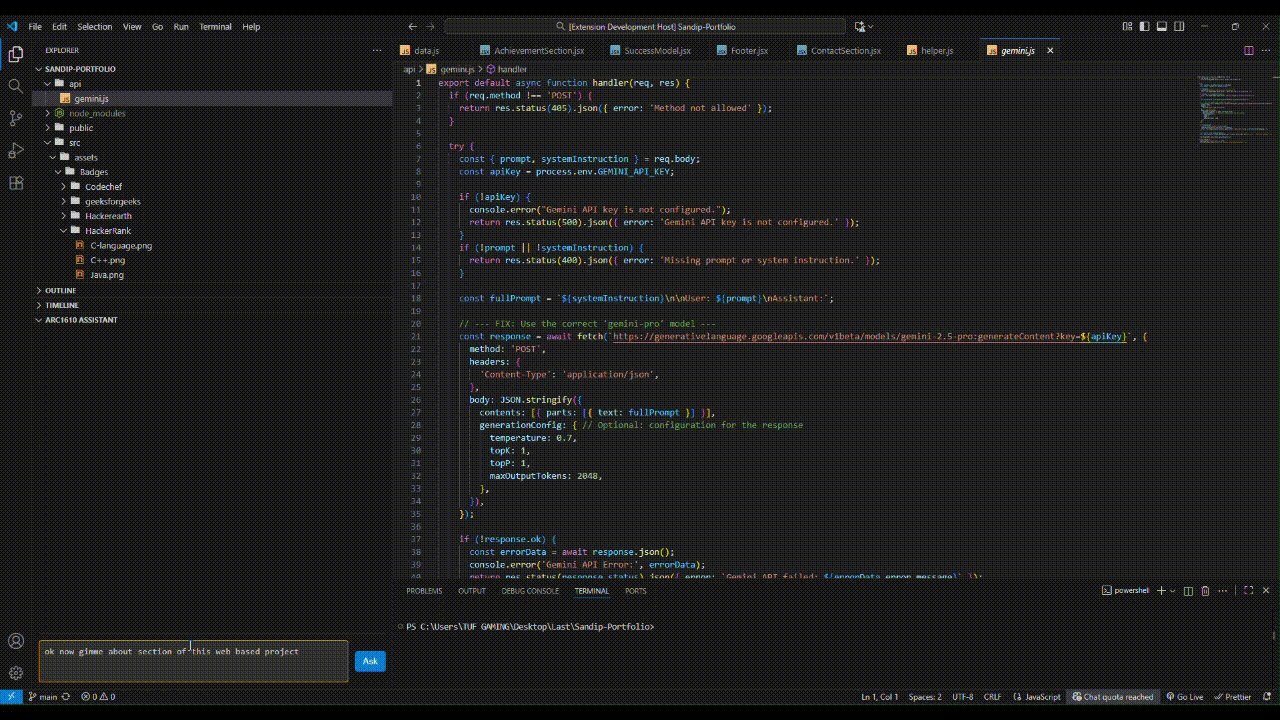 File Edit Selection View Go Run Terminal Help
[Extension Development Host] Sandip-Portfolio
EXPLORER
SANDIP-PORTFOLIO
api
gemini.js
node_modules
public
src
assets
Badges
Codechef
geeksforgeeks
Hackerearth
HackerRank
C-language.png
C++.png
Java.png
OUTLINE
TIMELINE
ARC1610 ASSISTANT
ok now gimme about section of this web based project
Ask
data.js AchievementSection.jsx SuccessModel.jsx Footer.jsx ContactSection.jsx helper.js gemini.js
api > gemini.js > handler
1 export default async function handler(req, res) {
2 if (req.method !== 'POST') {
3 return res.status(405).json({ error: 'Method not allowed' });
4 }
5
6 try {
7 const { prompt, systemInstruction } = req.body;
8 const apiKey = process.env.GEMINI_API_KEY;
9
10 if (!apiKey) {
11 console.error("Gemini API key is not configured.");
12 return res.status(500).json({ error: 'Gemini API key is not configured.' });
13 }
14 if (!prompt || !systemInstruction) {
15 return res.status(400).json({ error: 'Missing prompt or system instruction.' });
16 }
17
18 const fullPrompt = `${systemInstruction}\n\nUser: ${prompt}\nAssistant:`;
19
20 // --- FIX: Use the correct 'gemini-pro' model ---
21 const response = await fetch(`https://generativelanguage.googleapis.com/v1beta/models/gemini-2.5-pro:generateContent?key=${apiKey}`, {
22 method: 'POST',
23 headers: {
24 'Content-Type': 'application/json',
25 },
26 body: JSON.stringify({
27 contents: [{ parts: [{ text: fullPrompt }] }],
28 generationConfig: { // Optional: configuration for the response
29 temperature: 0.7,
30 topK: 1,
31 topP: 1,
32 maxOutputTokens: 2048,
33 },
34 }),
35 });
36
37 if (!response.ok) {
38 const errorData = await response.json();
39 console.error('Gemini API Error:', errorData);
40 return res.status(response.status).json({ error: `Gemini API failed: ${errorData.error.message}` });
PROBLEMS OUTPUT DEBUG CONSOLE TERMINAL PORTS
powershell
PS C:\Users\TUF GAMING\Desktop\Last\Sandip-Portfolio>
main 0 0
Ln 1, Col 1 Spaces: 2 UTF-8 CRLF {} JavaScript Chat quota reached Go Live Prettier